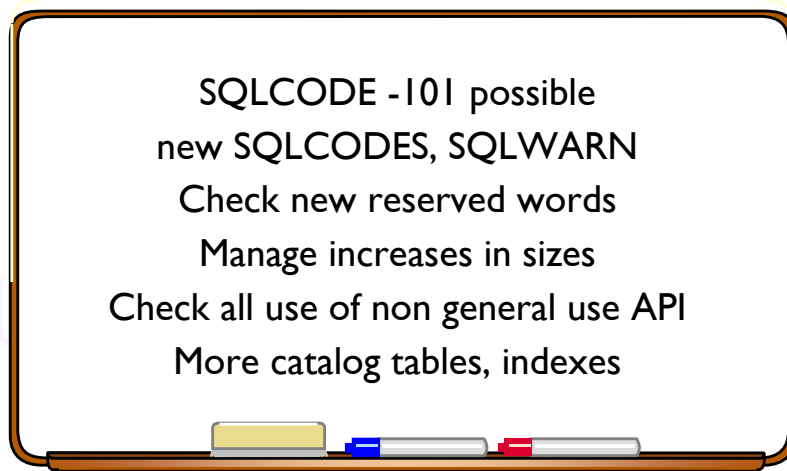 SQLCODE -101 possible
new SQLCODES, SQLWARN
Check new reserved words
Manage increases in sizes
Check all use of non general use API
More catalog tables, indexes